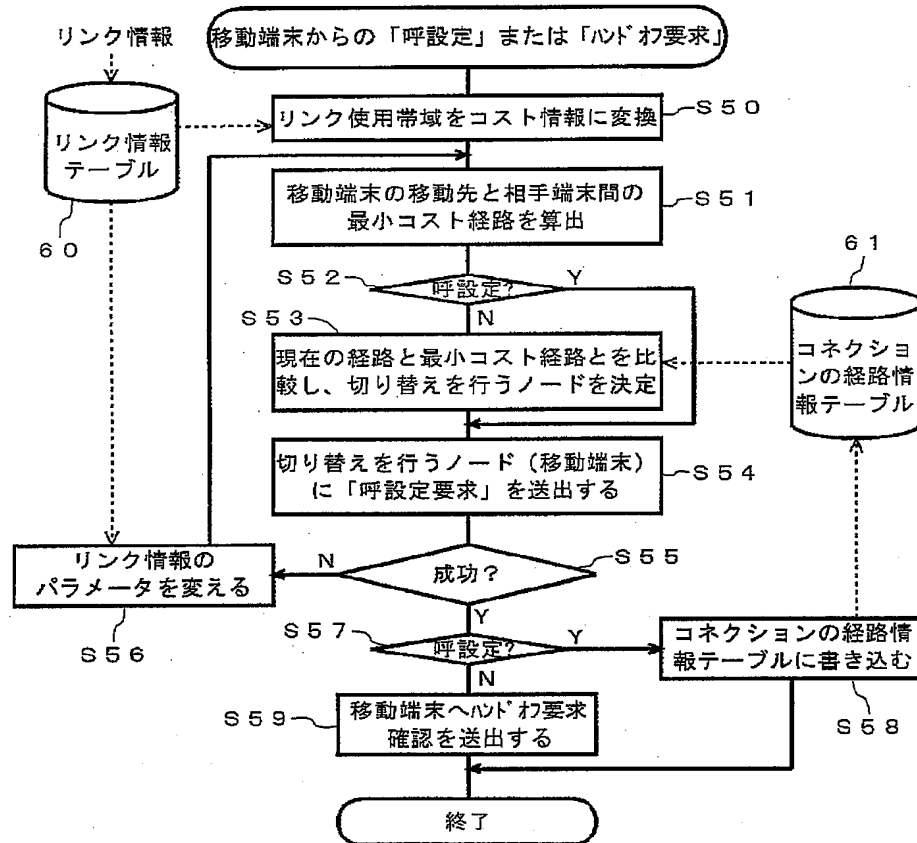 移動端末からの「呼設定」または「ハンドオフ要求」
リンク情報
リンク情報
テーブル
60
リンク使用帯域をコスト情報に変換
S50
移動端末の移動先と相手端末間の
最小コスト経路を算出
S51
S52
呼設定?
Y
N
S53
現在の経路と最小コスト経路とを比
較し、切り替えを行うノードを決定
61
コネクショ
ンの経路情
報テーブル
切り替えを行うノード(移動端末)
に「呼設定要求」を送出する
S54
リンク情報の
パラメータを変える
S56
N
成功?
S55
Y
S57
呼設定?
Y
N
コネクションの経路情
報テーブルに書き込む
S58
S59
移動端末へハンドオフ要求
確認を送出する
終了